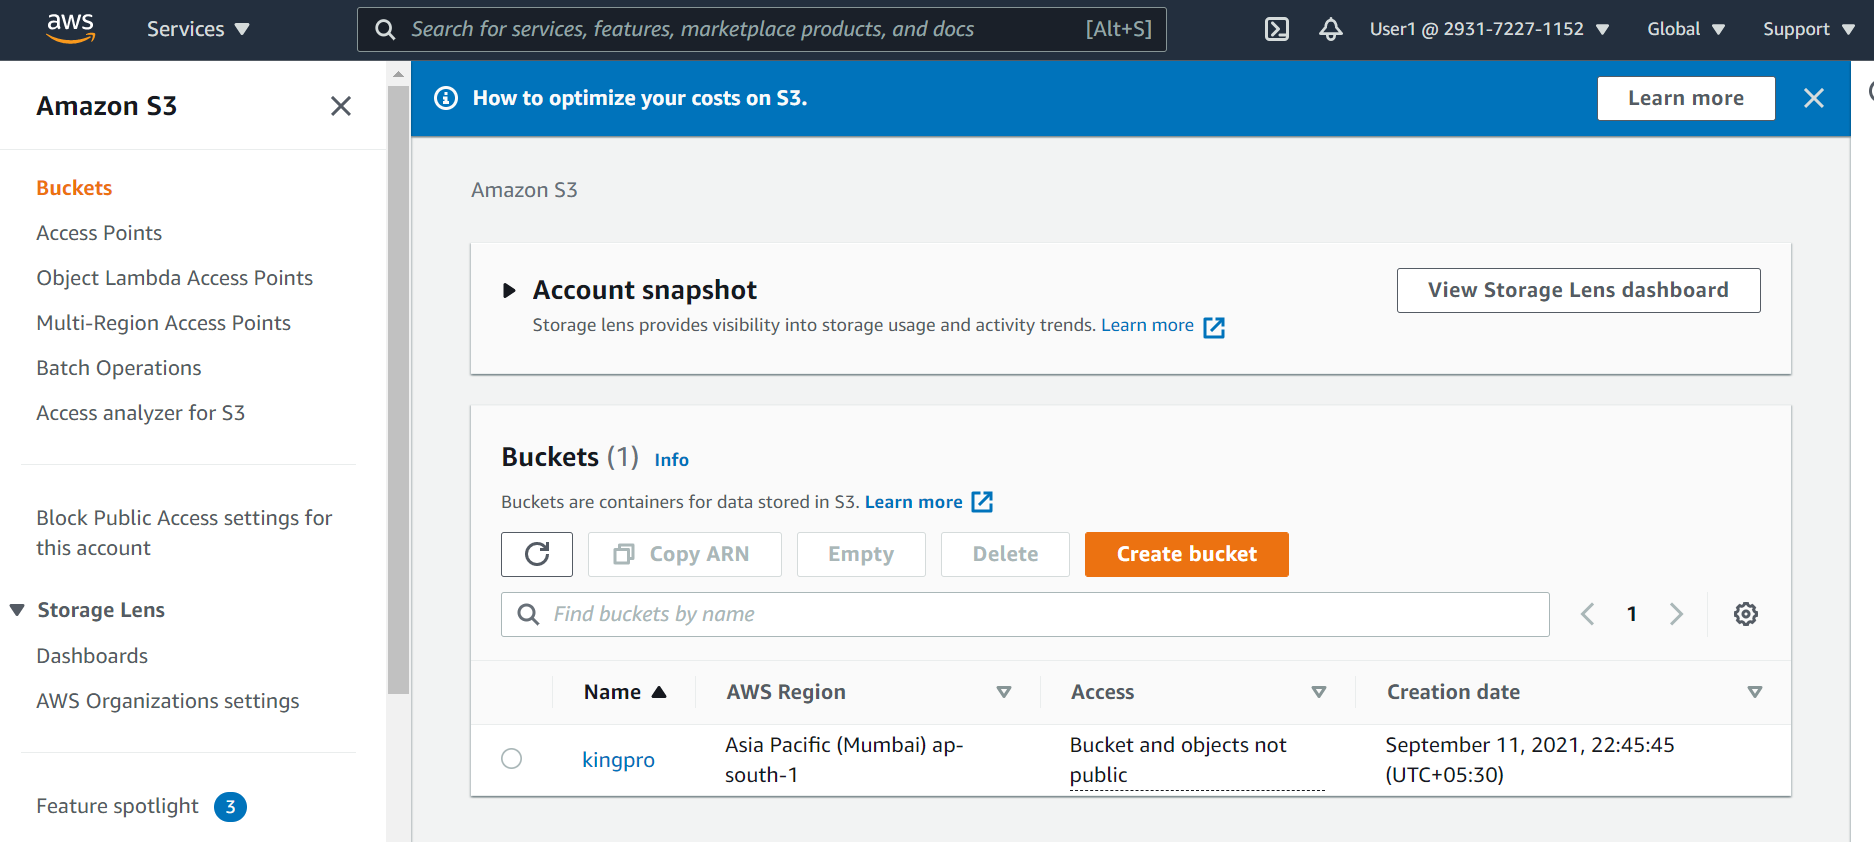 aws
Services
Search for services, features, marketplace products, and docs
[Alt+S]
User1 @ 2931-7227-1152
Global
Support
Amazon S3
Buckets
Access Points
Object Lambda Access Points
Multi-Region Access Points
Batch Operations
Access analyzer for S3
Block Public Access settings for
this account
Storage Lens
Dashboards
AWS Organizations settings
Feature spotlight 3
How to optimize your costs on S3.
Learn more
Amazon S3
Account snapshot
Storage lens provides visibility into storage usage and activity trends. Learn more
View Storage Lens dashboard
Buckets (1) Info
Buckets are containers for data stored in S3. Learn more
Copy ARN
Empty
Delete
Create bucket
Find buckets by name
1
Name
AWS Region
Access
Creation date
kingpro
Asia Pacific (Mumbai) ap-
south-1
Bucket and objects not
public
September 11, 2021, 22:45:45
(UTC+05:30)